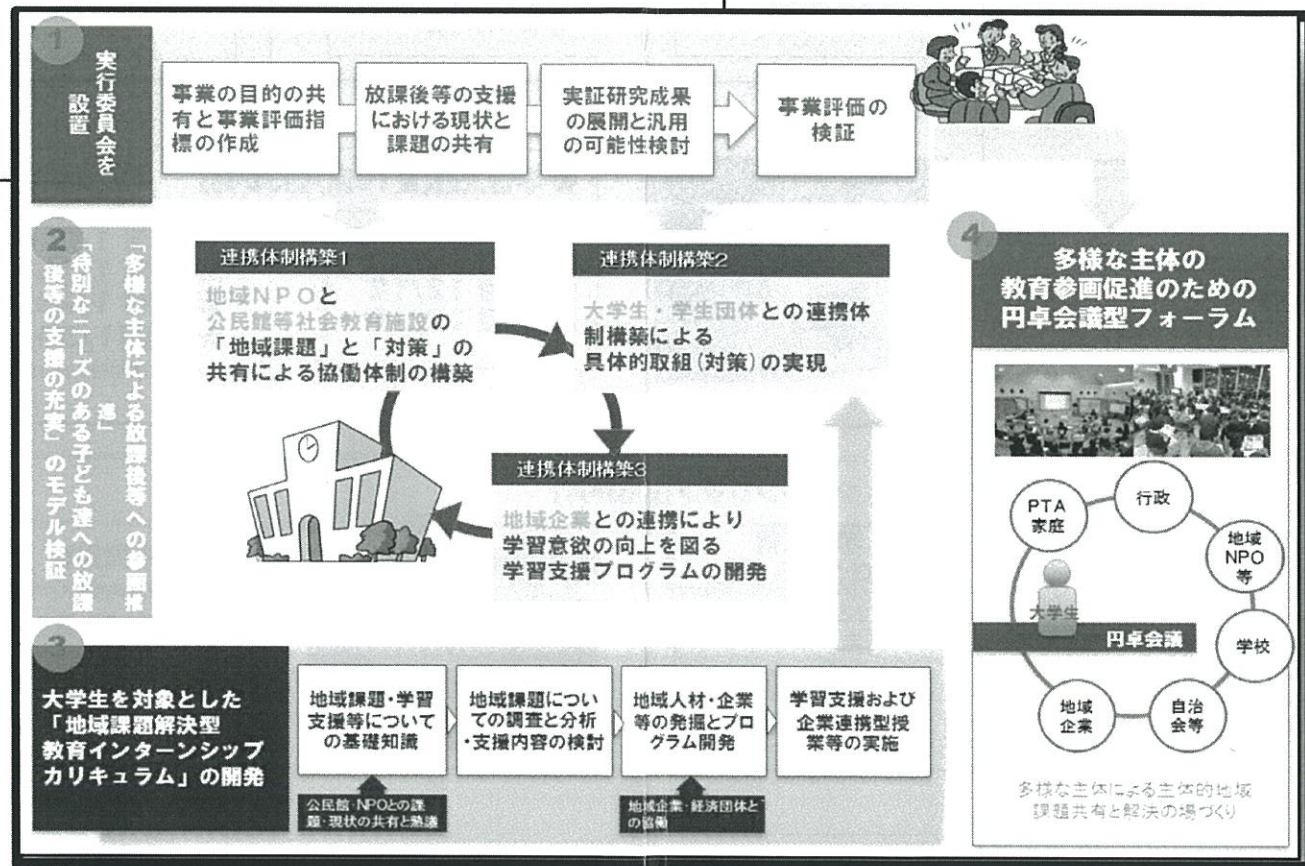 1
実行委員会を
設置
事業の目的の共
有と事業評価指
標の作成
放課後等の支援
における現状と
課題の共有
実証研究成果
の展開と汎用
の可能性検討
事業評価の
検証
2
「多様な主体による放課後等への参画推
進」
「特別なニーズのある子ども達への放課
後等の支援の充実」のモデル検証
連携体制構築1
地域NPOと
公民館等社会教育施設の
「地域課題」と「対策」の
共有による協働体制の構築
連携体制構築2
大学生・学生団体との連携体
制構築による
具体的取組(対策)の実現
連携体制構築3
地域企業との連携により
学習意欲の向上を図る
学習支援プログラムの開発
3
大学生を対象とした
「地域課題解決型
教育インターンシップ
カリキュラム」の開発
地域課題・学習
支援等について
の基礎知識
地域課題につい
ての調査と分析
・支援内容の検討
地域人材・企業
等の発掘とプロ
グラム開発
学習支援および
企業連携型授
業等の実施
公民館・NPOとの課
題・現状の共有と熟議
地域企業・経済団体と
の協働
4
多様な主体の
教育参画促進のための
円卓会議型フォーラム
PTA
家庭
行政
地域
NPO
等
大学生
円卓会議
学校
地域
企業
自治
会等
多様な主体による主体的地域
課題共有と解決の場づくり